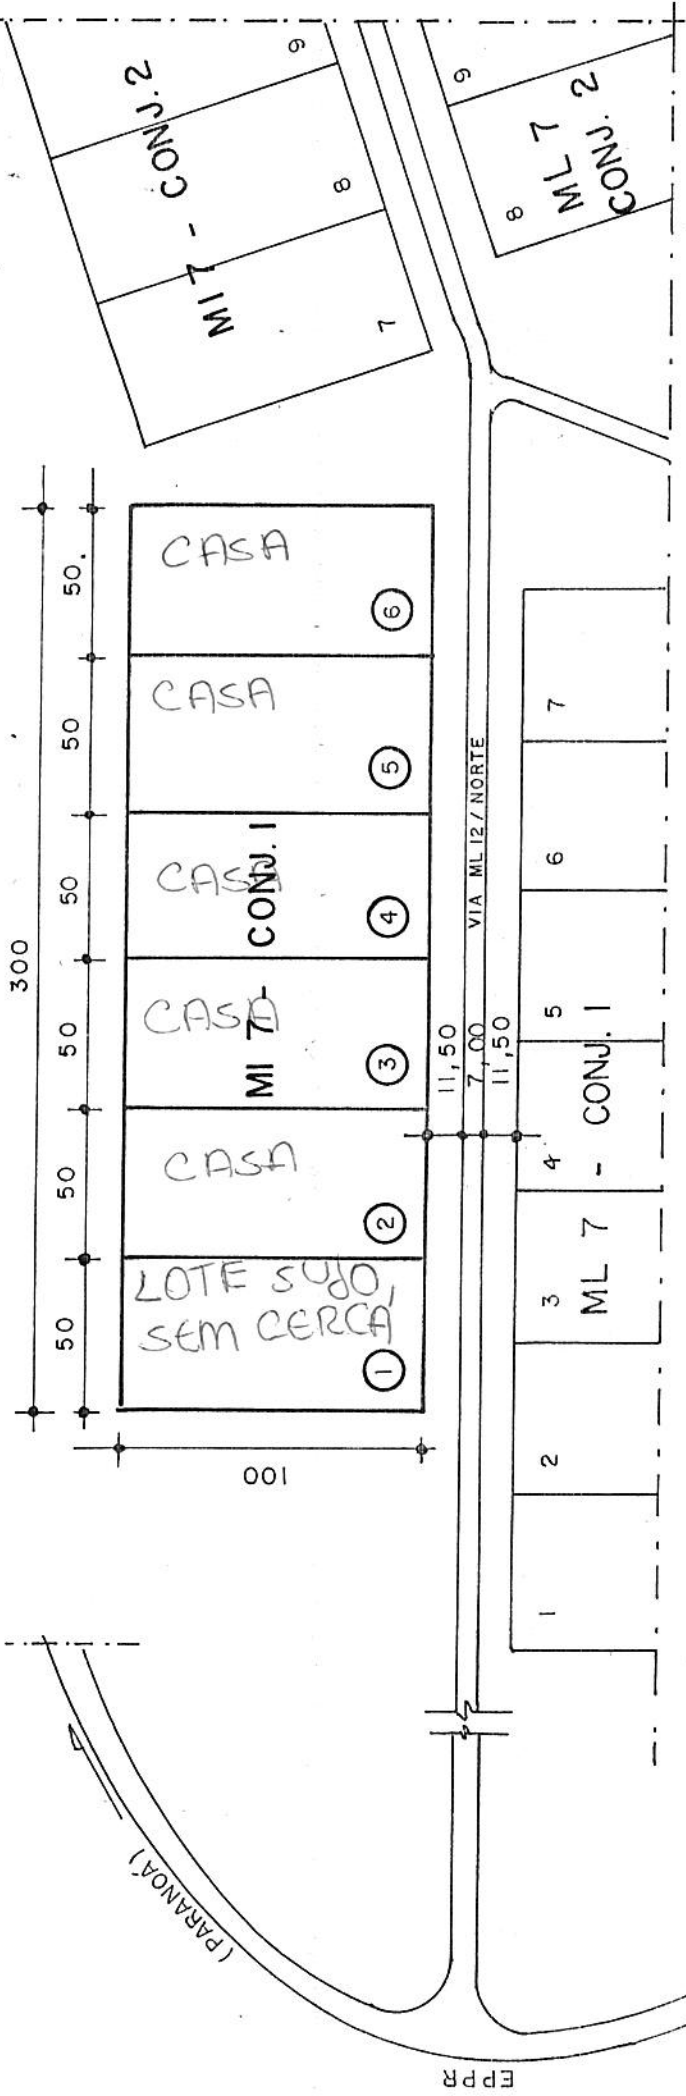 300
50
50
50
50
50
50.
100
LOTE SUJO,
SEM CERCA
1
CASA
2
CASA
3
CASA
4
CASA
5
CASA
6
MI 7 - CONJ. I
MI 7 - CONJ. 2
7
8
9
ML 7
CONJ. 2
8
9
11,50
7,00
11,50
VIA ML 12 / NORTE
1
2
3
4
5
6
7
ML 7 - CONJ. I
(PARANOÁ)
EPPR